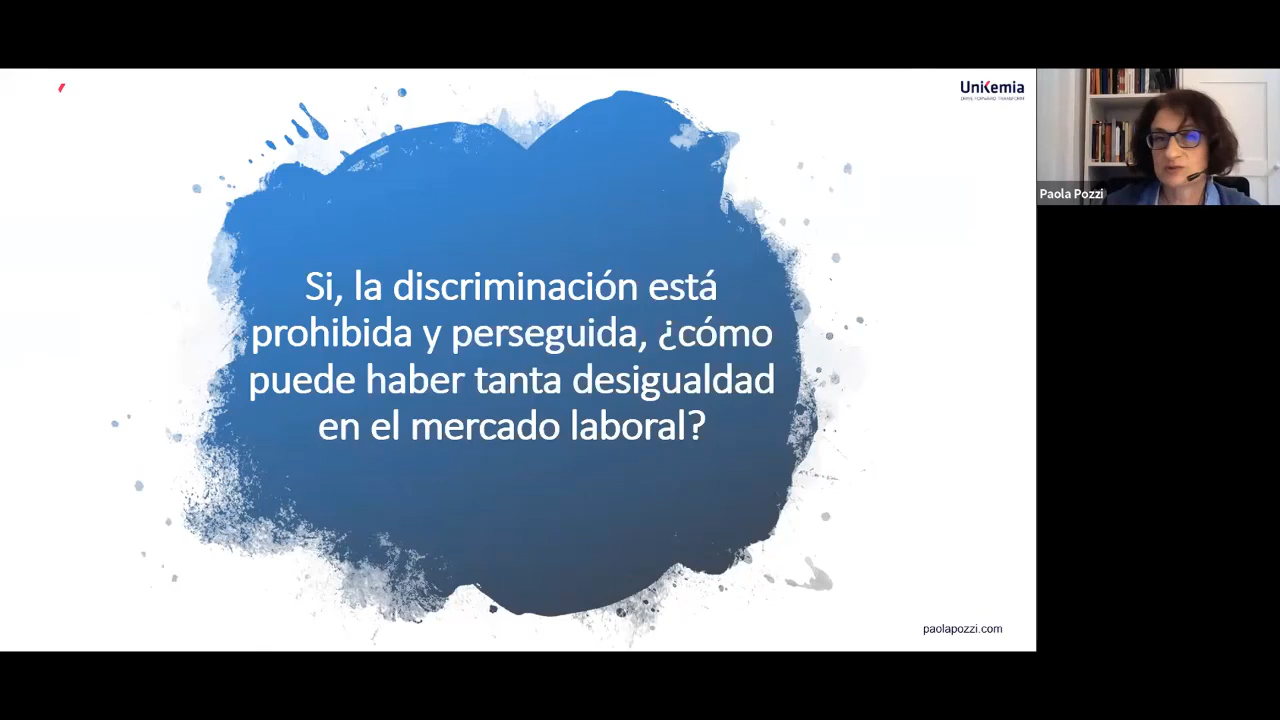 UniKemia
Si, la discriminación está
prohibida y perseguida, ¿cómo
puede haber tanta desigualdad
en el mercado laboral?
paolapozzi.com
Paola Pozzi